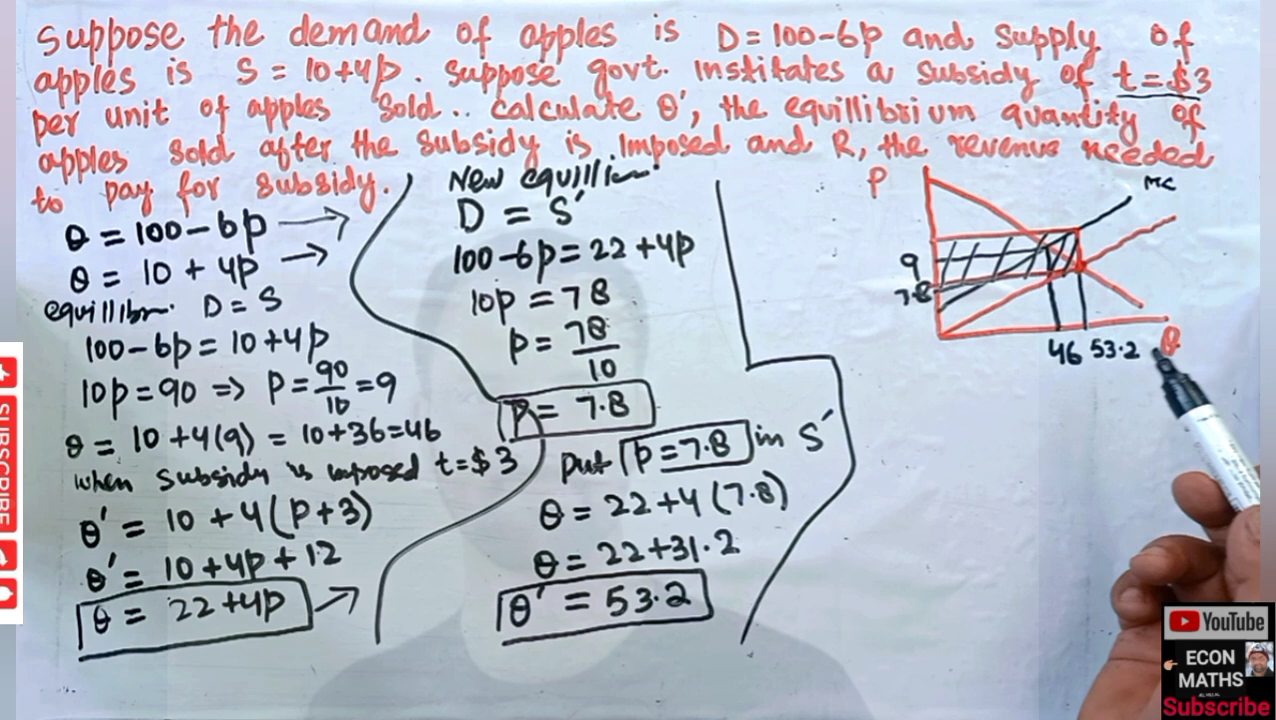 Suppose the demand of apples is D = 100-6p and supply of
apples is S = 10+4p. Suppose govt. institates a subsidy of t = $3
per unit of apples sold.. calculate θ', the equillibrium quantity of
apples sold after the subsidy is imposed and R, the revenue needed
to pay for subsidy.
θ = 100-6p →
θ = 10 + 4p →
equillibm. D = S
100-6p = 10+4p
10p = 90 => p = 90/10 = 9
θ = 10 +4(9) = 10+36=46
when subsidy is imposed t=$3
θ' = 10 + 4(p+3)
θ' = 10+4p+12
θ = 22+4p →
New equillim.
D = S'
100-6p = 22+4p
10p = 78
p = 78/10
p = 7.8
put p=7.8 in S'
θ = 22+4(7.8)
θ = 22+31.2
θ' = 53.2
P
MC
9
7.8
46 53.2 θ
SUBSCRIBE
YouTube
ECON
MATHS
Subscribe